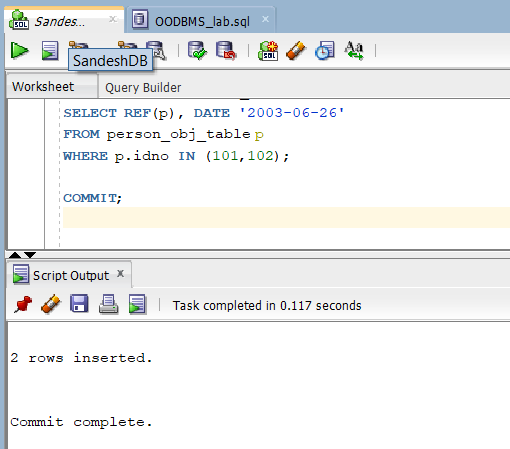 Sandes...
OODBMS_lab.sql
SandeshDB
Worksheet
Query Builder
SELECT REF(p), DATE '2003-06-26'
FROM person_obj_table p
WHERE p.idno IN (101,102);
COMMIT;
Script Output
Task completed in 0.117 seconds
2 rows inserted.
Commit complete.